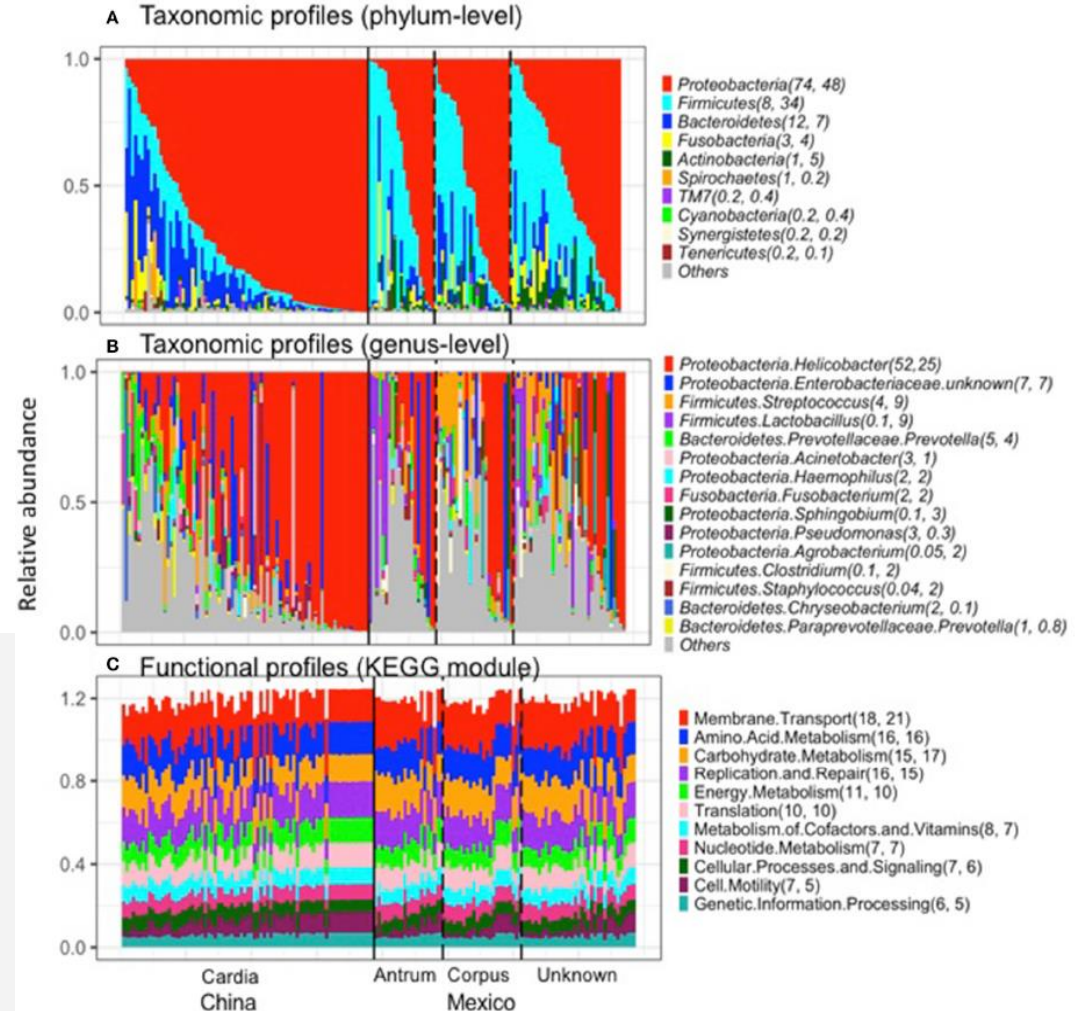 A Taxonomic profiles (phylum-level)
1.0
0.5
0.0
Proteobacteria(74, 48)
Firmicutes(8, 34)
Bacteroidetes(12, 7)
Fusobacteria(3, 4)
Actinobacteria(1, 5)
Spirochaetes(1, 0.2)
TM7(0.2, 0.4)
Cyanobacteria(0.2, 0.4)
Synergistetes(0.2, 0.2)
Tenericutes(0.2, 0.1)
Others
Relative abundance
B Taxonomic profiles (genus-level)
1.0
0.5
0.0
Proteobacteria.Helicobacter(52,25)
Proteobacteria.Enterobacteriaceae.unknown(7, 7)
Firmicutes.Streptococcus(4, 9)
Firmicutes.Lactobacillus(0.1, 9)
Bacteroidetes.Prevotellaceae.Prevotella(5, 4)
Proteobacteria.Acinetobacter(3, 1)
Proteobacteria.Haemophilus(2, 2)
Fusobacteria.Fusobacterium(2, 2)
Proteobacteria.Sphingobium(0.1, 3)
Proteobacteria.Pseudomonas(3, 0.3)
Proteobacteria.Agrobacterium(0.05, 2)
Firmicutes.Clostridium(0.1, 2)
Firmicutes.Staphylococcus(0.04, 2)
Bacteroidetes.Chryseobacterium(2, 0.1)
Bacteroidetes.Paraprevotellaceae.Prevotella(1, 0.8)
Others
C Functional profiles (KEGG module)
1.2
0.8
0.4
0.0
Membrane.Transport(18, 21)
Amino.Acid.Metabolism(16, 16)
Carbohydrate.Metabolism(15, 17)
Replication.and.Repair(16, 15)
Energy.Metabolism(11, 10)
Translation(10, 10)
Metabolism.of.Cofactors.and.Vitamins(8, 7)
Nucleotide.Metabolism(7, 7)
Cellular.Processes.and.Signaling(7, 6)
Cell.Motility(7, 5)
Genetic.Information.Processing(6, 5)
Cardia Antrum Corpus Unknown
China Mexico